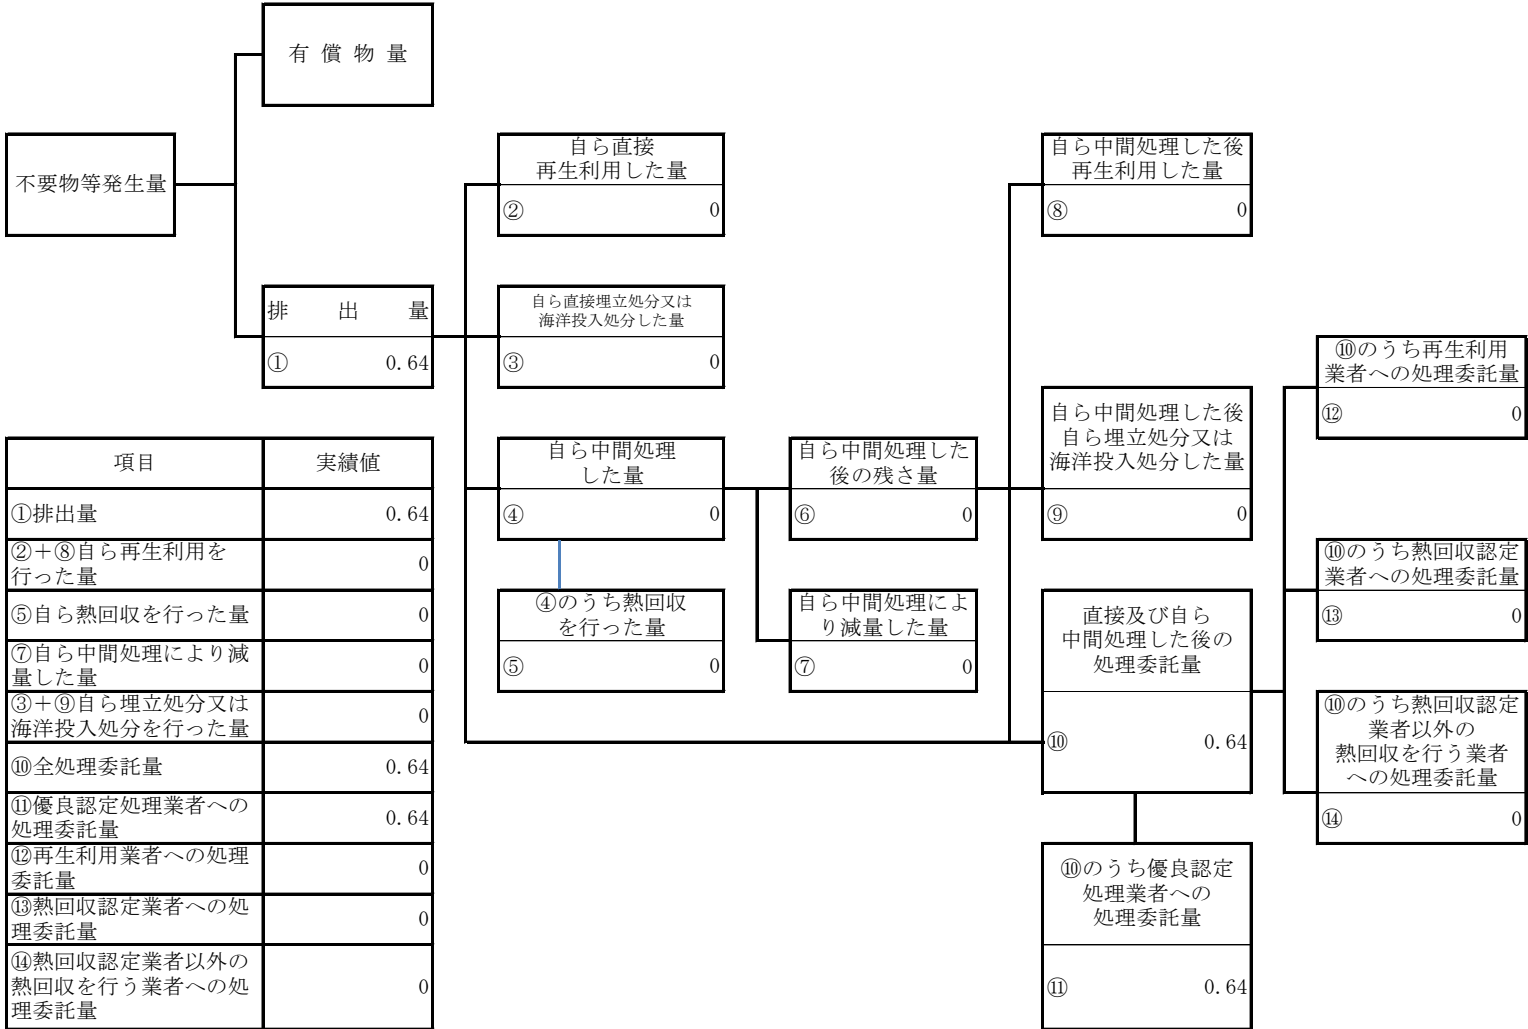 有 償 物 量
不要物等発生量
自ら直接
再生利用した量
② 0
自ら中間処理した後
再生利用した量
⑧ 0
排 出 量
① 0.64
自ら直接埋立処分又は
海洋投入処分した量
③ 0
⑩のうち再生利用
業者への処理委託量
⑫ 0
自ら中間処理した量
④ 0
自ら中間処理した
後の残さ量
⑥ 0
自ら中間処理した後
自ら埋立処分又は
海洋投入処分した量
⑨ 0
⑩のうち熱回収認定
業者への処理委託量
⑬ 0
④のうち熱回収
を行った量
⑤ 0
自ら中間処理によ
り減量した量
⑦ 0
直接及び自ら
中間処理した後の
処理委託量
⑩ 0.64
⑩のうち熱回収認定
業者以外の
熱回収を行う業者
への処理委託量
⑭ 0
⑩のうち優良認定
処理業者への
処理委託量
⑪ 0.64
項目 実績値
①排出量 0.64
②＋⑧自ら再生利用を
行った量 0
⑤自ら熱回収を行った量 0
⑦自ら中間処理により減
量した量 0
③＋⑨自ら埋立処分又は
海洋投入処分を行った量 0
⑩全処理委託量 0.64
⑪優良認定処理業者への
処理委託量 0.64
⑫再生利用業者への処理
委託量 0
⑬熱回収認定業者への処
理委託量 0
⑭熱回収認定業者以外の
熱回収を行う業者への処
理委託量 0